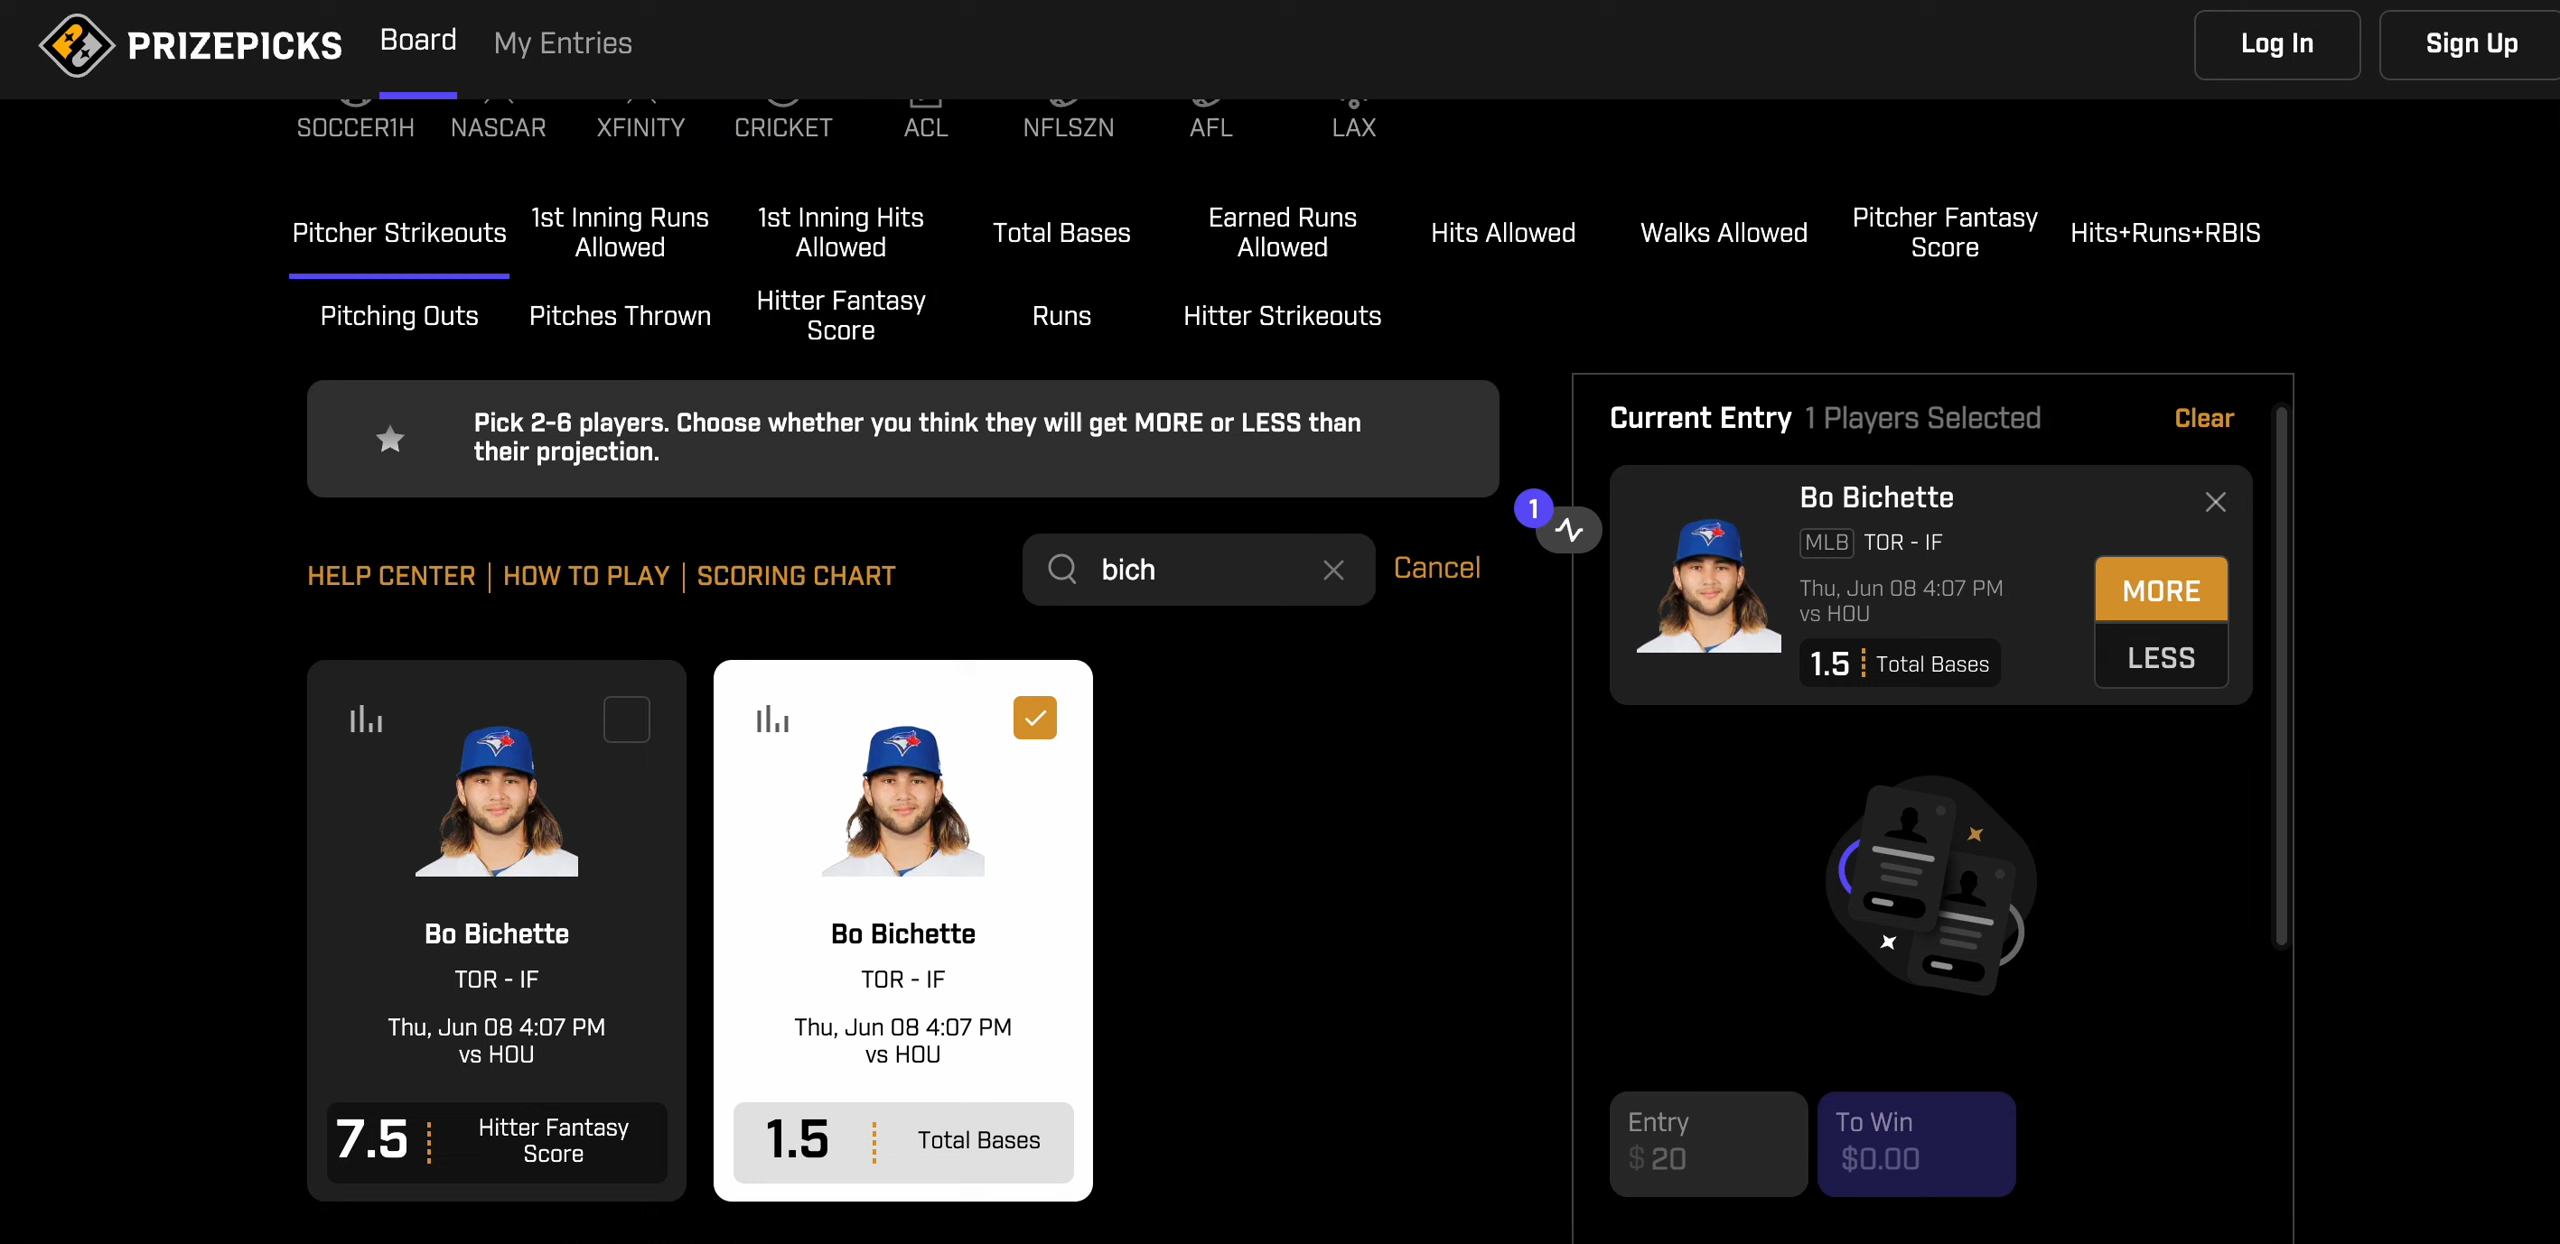 PRIZEPICKS
Board
My Entries
Log In
Sign Up
SOCCER1H
NASCAR
XFINITY
CRICKET
ACL
NFLSZN
AFL
LAX
Pitcher Strikeouts
1st Inning Runs
Allowed
1st Inning Hits
Allowed
Total Bases
Earned Runs
Allowed
Hits Allowed
Walks Allowed
Pitcher Fantasy
Score
Hits+Runs+RBIS
Pitching Outs
Pitches Thrown
Hitter Fantasy
Score
Runs
Hitter Strikeouts
Pick 2-6 players. Choose whether you think they will get MORE or LESS than
their projection.
HELP CENTER | HOW TO PLAY | SCORING CHART
bich
Cancel
Bo Bichette
TOR - IF
Thu, Jun 08 4:07 PM
vs HOU
7.5
Hitter Fantasy
Score
Bo Bichette
TOR - IF
Thu, Jun 08 4:07 PM
vs HOU
1.5
Total Bases
1
Current Entry 1 Players Selected
Clear
Bo Bichette
MLB TOR - IF
Thu, Jun 08 4:07 PM
vs HOU
1.5 Total Bases
MORE
LESS
Entry
$ 20
To Win
$0.00